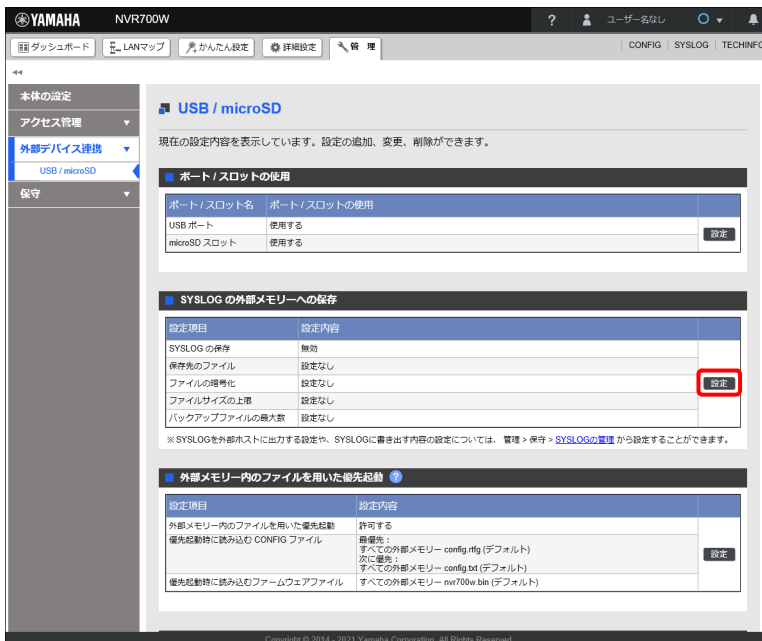 YAMAHA NVR700W ? ユーザー名なし
ダッシュボード LANマップ かんたん設定 詳細設定 管 理 CONFIG SYSLOG TECHINFO
本体の設定
アクセス管理
外部デバイス連携
USB / microSD
保守
USB / microSD
現在の設定内容を表示しています。設定の追加、変更、削除ができます。
ポート / スロットの使用
ポート / スロット名 ポート / スロットの使用
USB ポート 使用する
microSD スロット 使用する
設定
SYSLOG の外部メモリーへの保存
設定項目 設定内容
SYSLOG の保存 無効
保存先のファイル 設定なし
ファイルの暗号化 設定なし
設定
ファイルサイズの上限 設定なし
バックアップファイルの最大数 設定なし
※ SYSLOGを外部ホストに出力する設定や、SYSLOGに書き出す内容の設定については、 管理 > 保守 > SYSLOGの管理 から設定することができます。
外部メモリー内のファイルを用いた優先起動 ?
設定項目 設定内容
外部メモリー内のファイルを用いた優先起動 許可する
優先起動時に読み込む CONFIG ファイル 最優先 :
すべての外部メモリー config.rtfg (デフォルト)
次に優先 :
すべての外部メモリー config.txt (デフォルト)
設定
優先起動時に読み込むファームウェアファイル すべての外部メモリー nvr700w.bin (デフォルト)
Copyright © 2014 - 2021 Yamaha Corporation. All Rights Reserved.